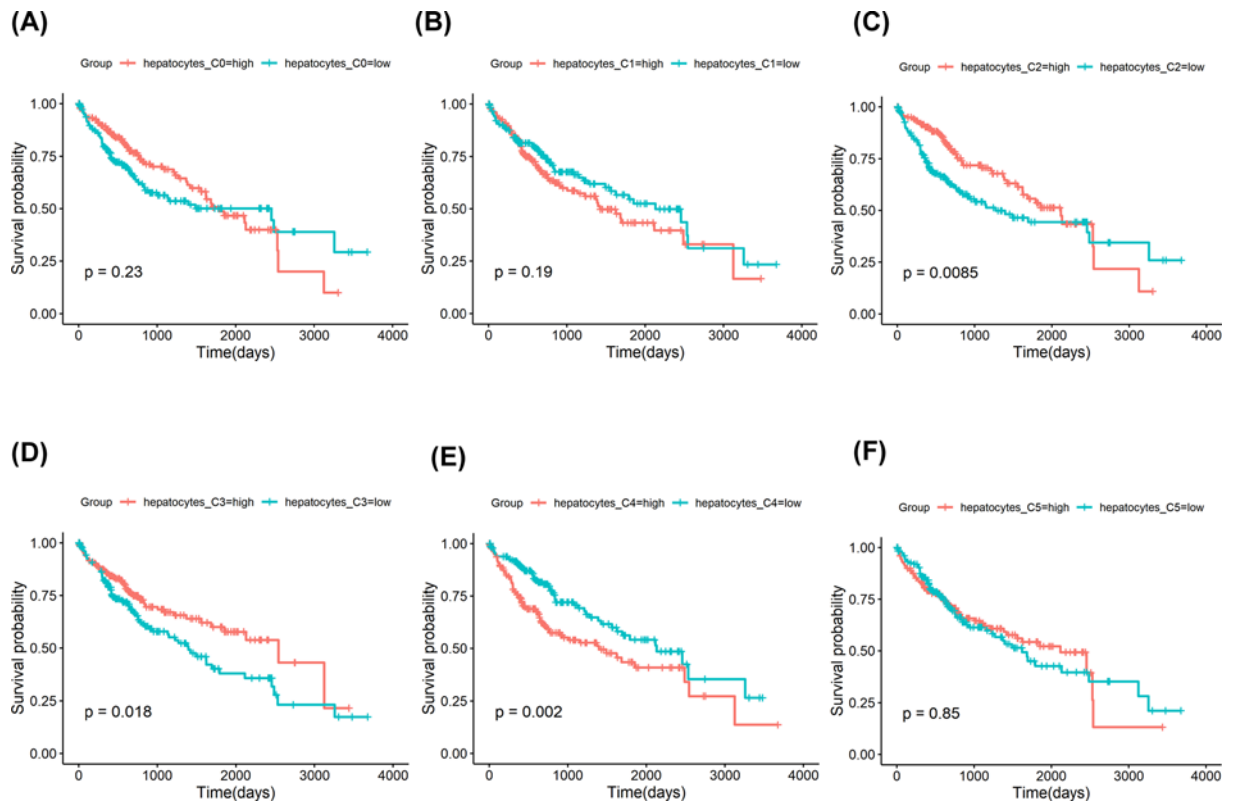 (A)
Group hepatocytes_C0=high hepatocytes_C0=low
Survival probability
1.00
0.75
0.50
0.25
0.00
p = 0.23
0 1000 2000 3000 4000
Time(days)
(B)
Group hepatocytes_C1=high hepatocytes_C1=low
Survival probability
1.00
0.75
0.50
0.25
0.00
p = 0.19
0 1000 2000 3000 4000
Time(days)
(C)
Group hepatocytes_C2=high hepatocytes_C2=low
Survival probability
1.00
0.75
0.50
0.25
0.00
p = 0.0085
0 1000 2000 3000 4000
Time(days)
(D)
Group hepatocytes_C3=high hepatocytes_C3=low
Survival probability
1.00
0.75
0.50
0.25
0.00
p = 0.018
0 1000 2000 3000 4000
Time(days)
(E)
Group hepatocytes_C4=high hepatocytes_C4=low
Survival probability
1.00
0.75
0.50
0.25
0.00
p = 0.002
0 1000 2000 3000 4000
Time(days)
(F)
Group hepatocytes_C5=high hepatocytes_C5=low
Survival probability
1.00
0.75
0.50
0.25
0.00
p = 0.85
0 1000 2000 3000 4000
Time(days)